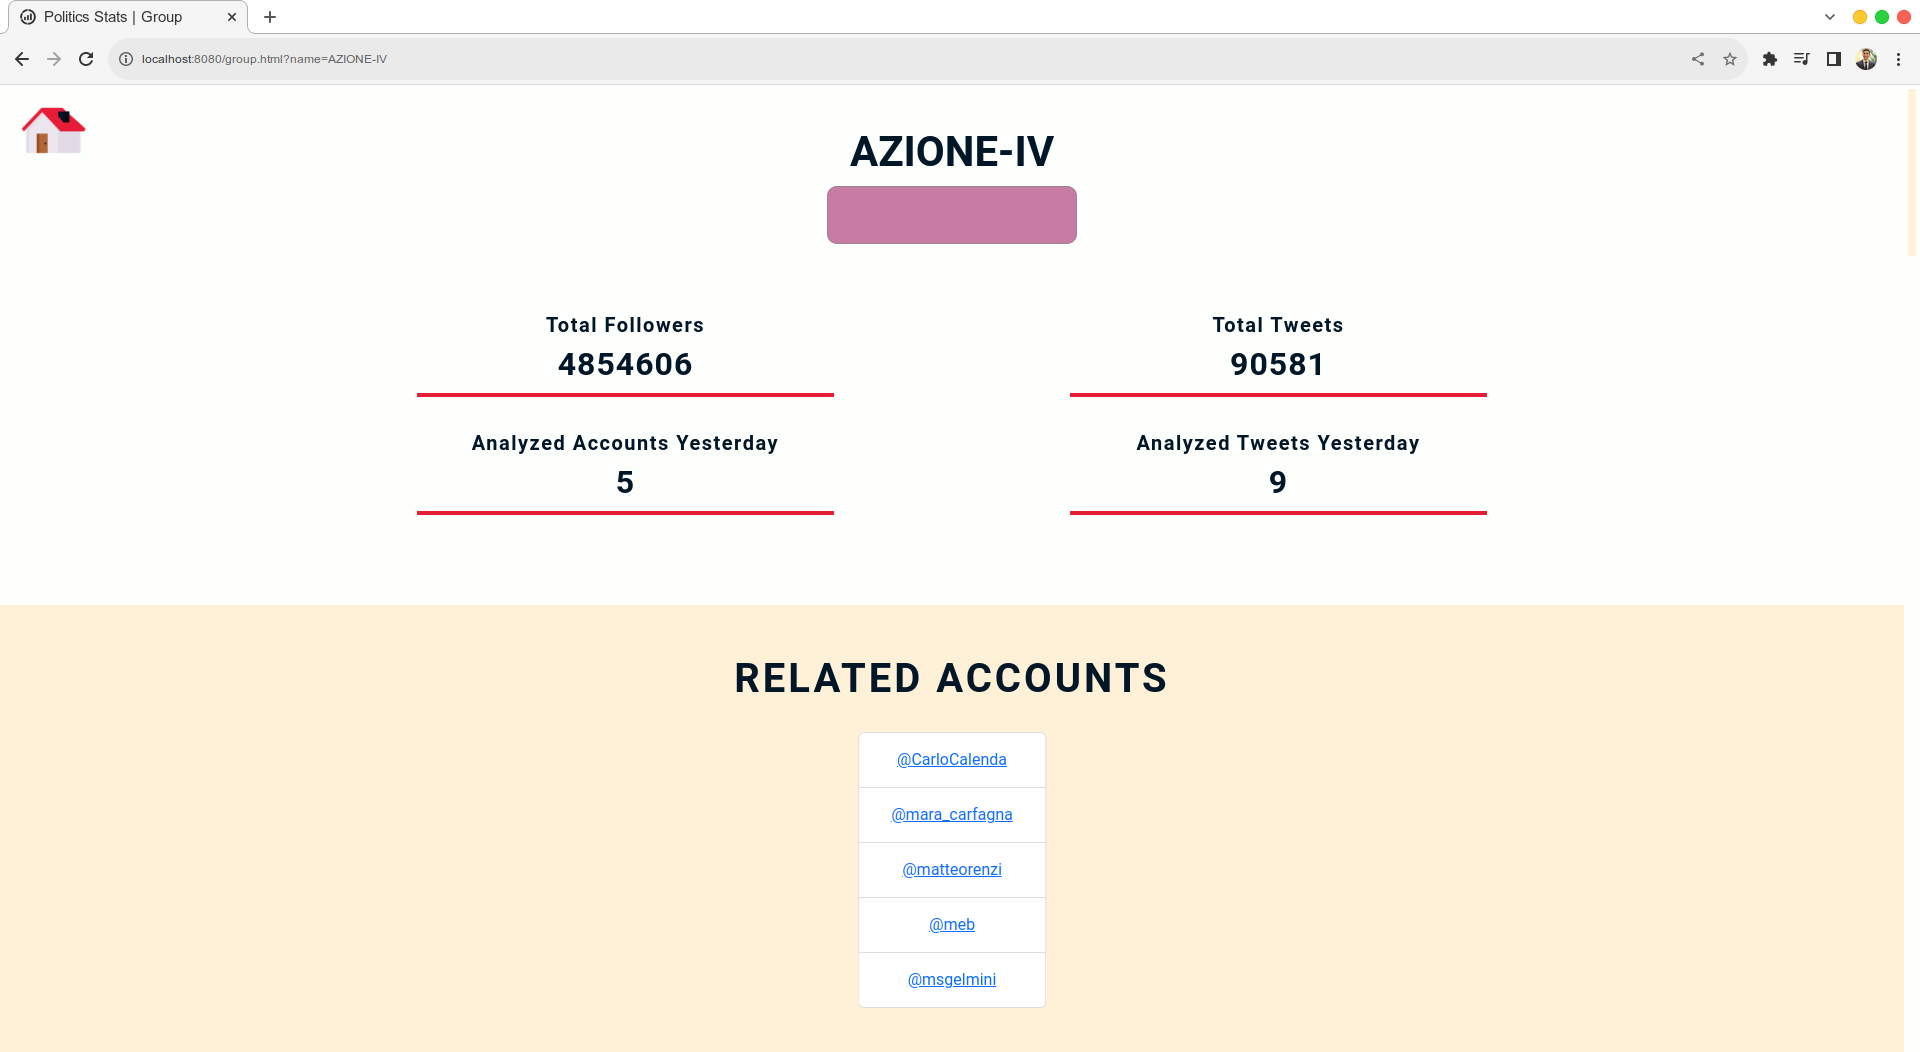 Politics Stats | Group
localhost:8080/group.html?name=AZIONE-IV
AZIONE-IV
Total Followers
4854606
Total Tweets
90581
Analyzed Accounts Yesterday
5
Analyzed Tweets Yesterday
9
RELATED ACCOUNTS
@CarloCalenda
@mara_carfagna
@matteorenzi
@meb
@msgelmini